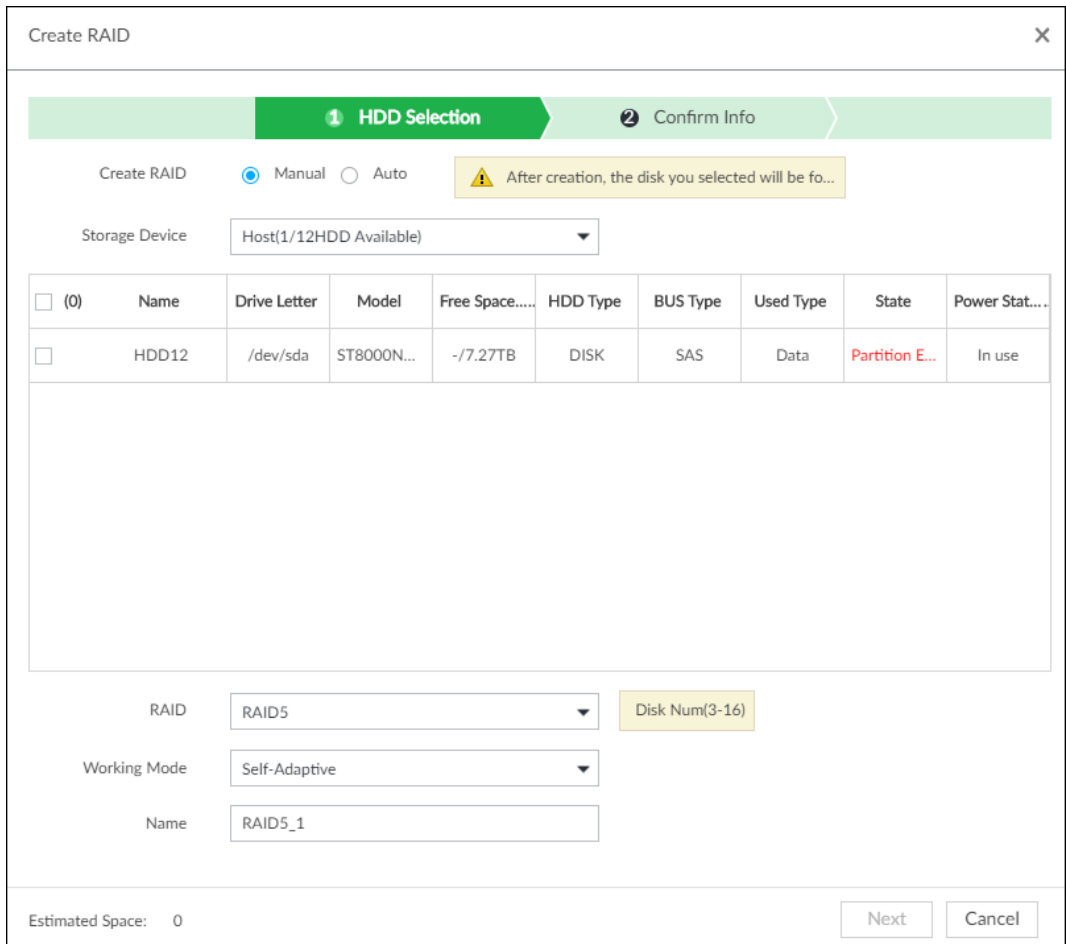 Create RAID
1 HDD Selection 2 Confirm Info
Create RAID Manual Auto After creation, the disk you selected will be fo...
Storage Device Host(1/12HDD Available)
(0) Name Drive Letter Model Free Space..... HDD Type BUS Type Used Type State Power Stat.....
HDD12 /dev/sda ST8000N... -/7.27TB DISK SAS Data Partition E... In use
RAID RAID5 Disk Num(3-16)
Working Mode Self-Adaptive
Name RAID5_1
Estimated Space: 0 Next Cancel